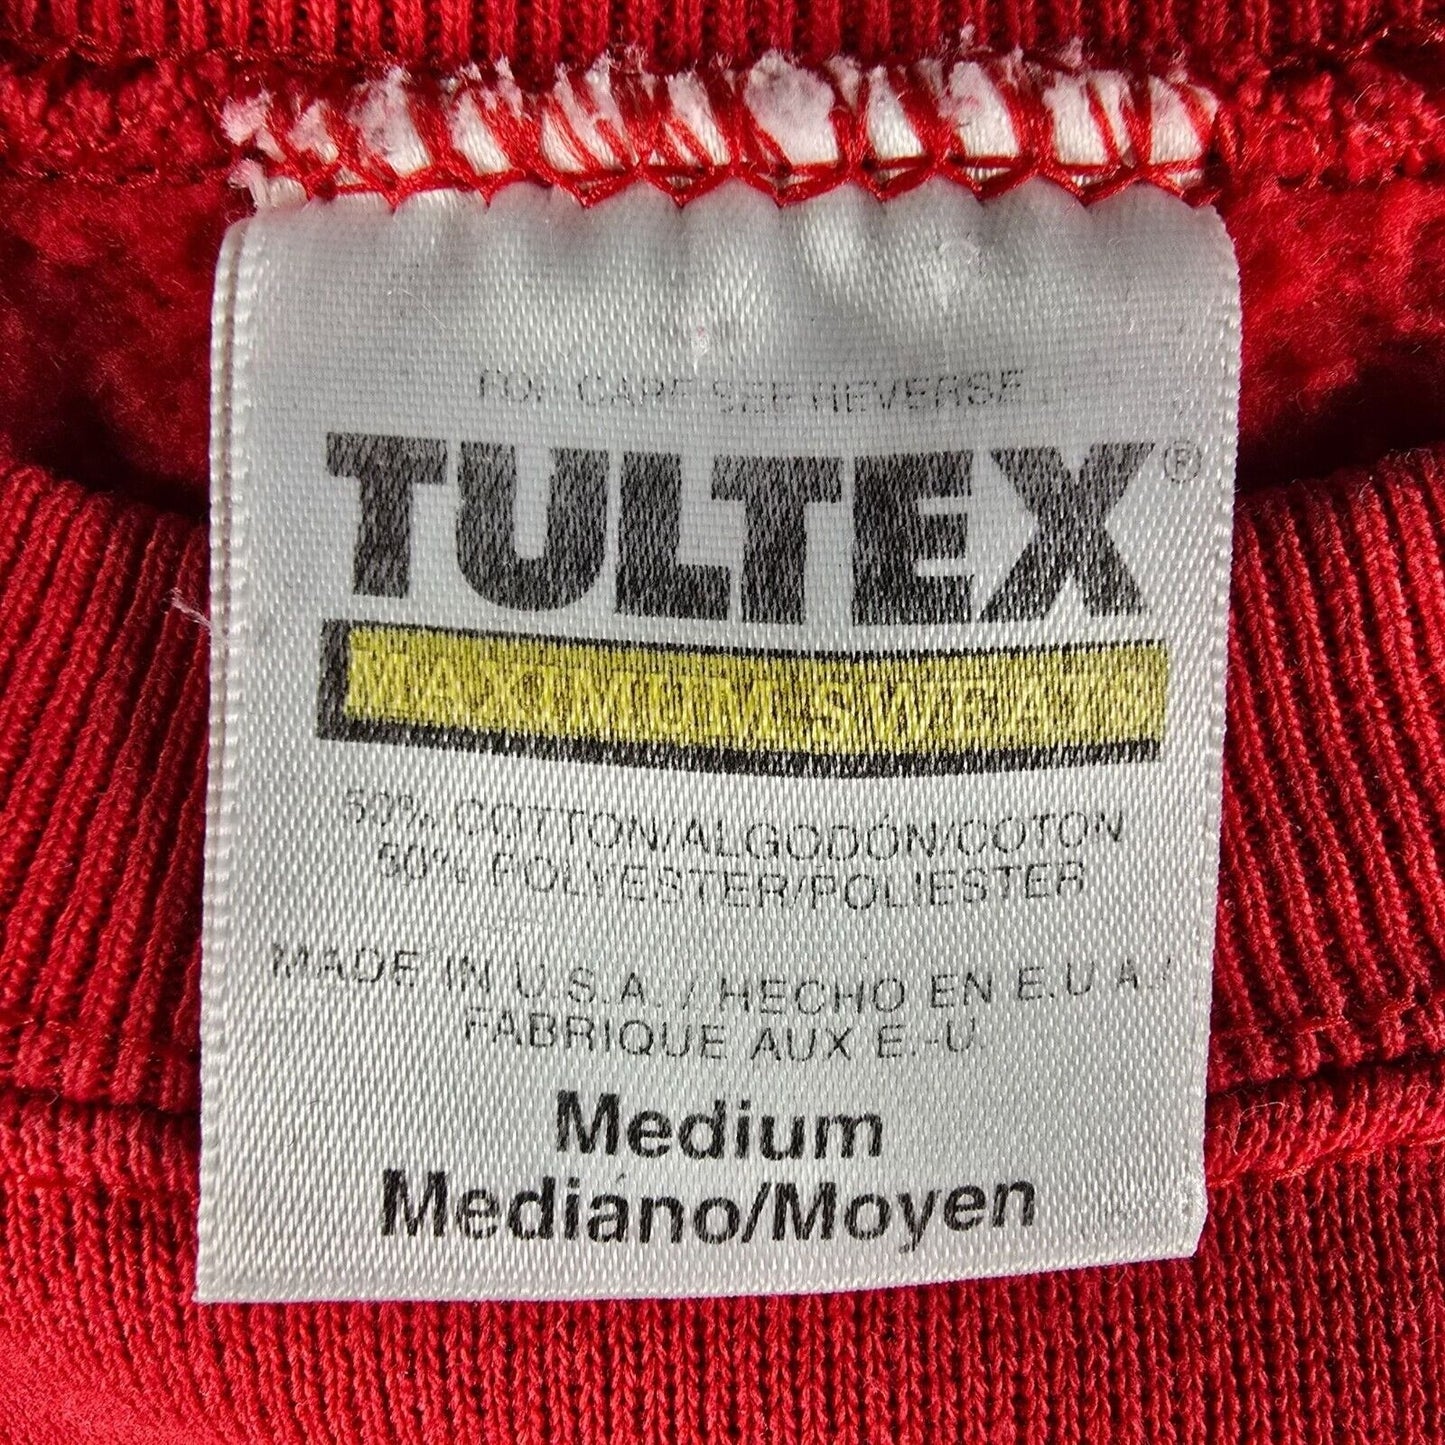 FOR CARE SEE REVERSE
TULTEX®
MAXIMUM SWEATS
50% COTTON/ALGODÓN/COTON
50% POLYESTER/POLIESTER
MADE IN U.S.A. / HECHO EN E.U.A./
FABRIQUE AUX E.-U.
Medium
Mediano/Moyen